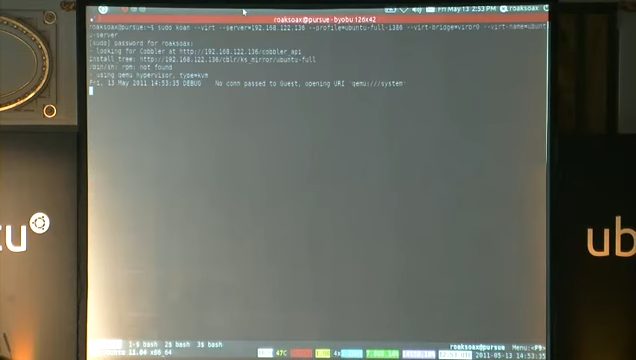 Fri May 13 2:53 PM roaksoax
roaksoax@pursue-byobu 126x42
roaksoax@pursue:~$ sudo koan --virt --server=192.168.122.136 --profile=ubuntu-full-i386 --virt-bridge=virbr0 --virt-name=ubunt
u-server
[sudo] password for roaksoax:
- looking for Cobbler at http://192.168.122.136/cobbler_api
install_tree: http://192.168.122.136/cblr/ks_mirror/ubuntu-full
/bin/sh: rpm: not found
- using qemu hypervisor, type=kvm
Fri, 13 May 2011 14:53:35 DEBUG No conn passed to Guest, opening URI 'qemu:///system'
tu
ub
1-$ bash 2$ bash 3$ bash
roaksoax@pursue Menu:<F9>
11.04 x86_64
47C
2011-05-13 14:53:35